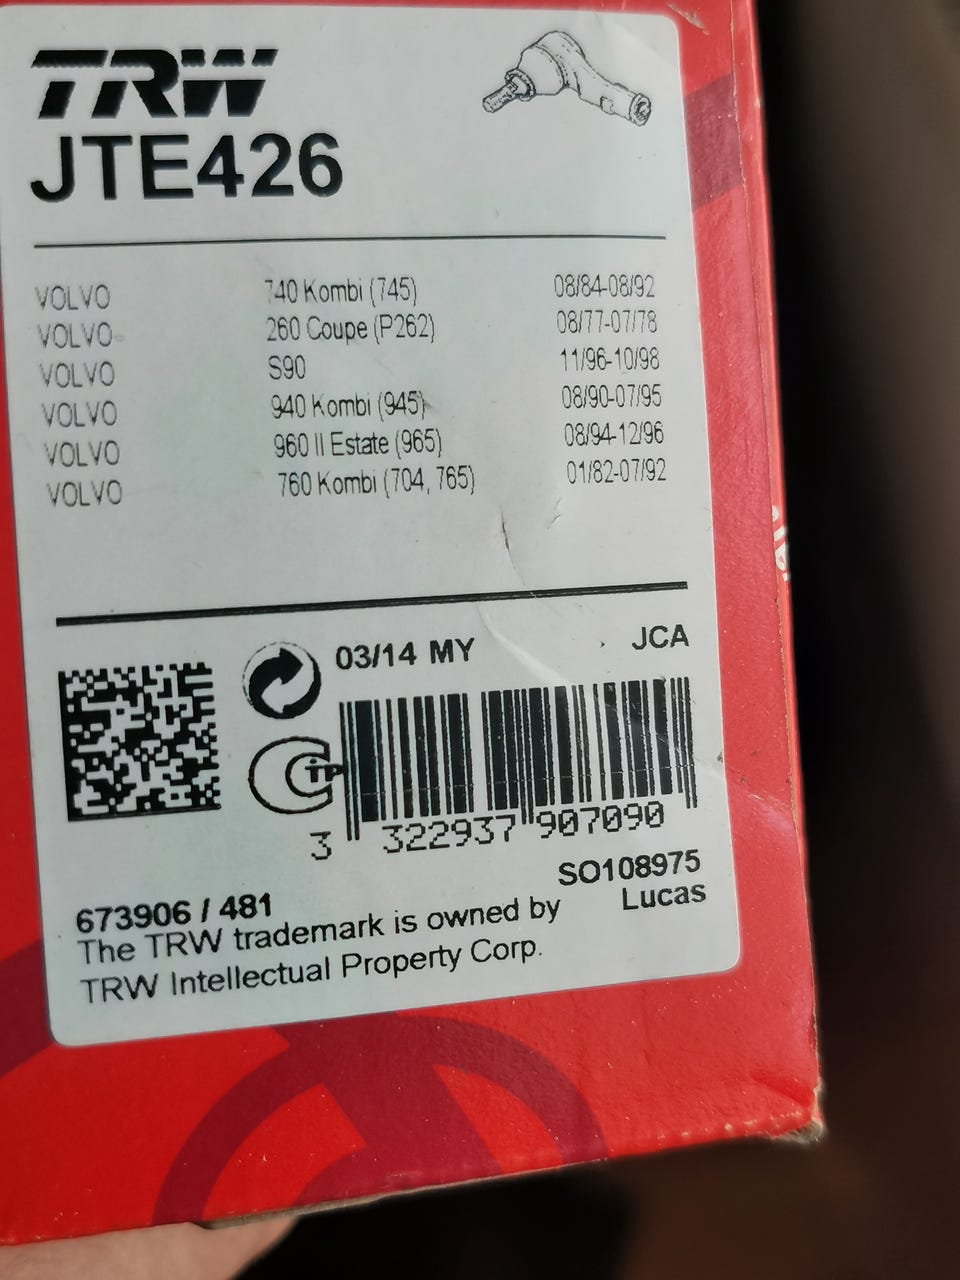 TRW
JTE426
VOLVO 740 Kombi (745) 08/84-08/92
VOLVO 260 Coupe (P262) 08/77-07/78
VOLVO S90 11/96-10/98
VOLVO 940 Kombi (945) 08/90-07/95
VOLVO 960 II Estate (965) 08/94-12/96
VOLVO 760 Kombi (704, 765) 01/82-07/92
03/14 MY JCA
3 322937 907090
SO108975
673906 / 481 Lucas
The TRW trademark is owned by
TRW Intellectual Property Corp.